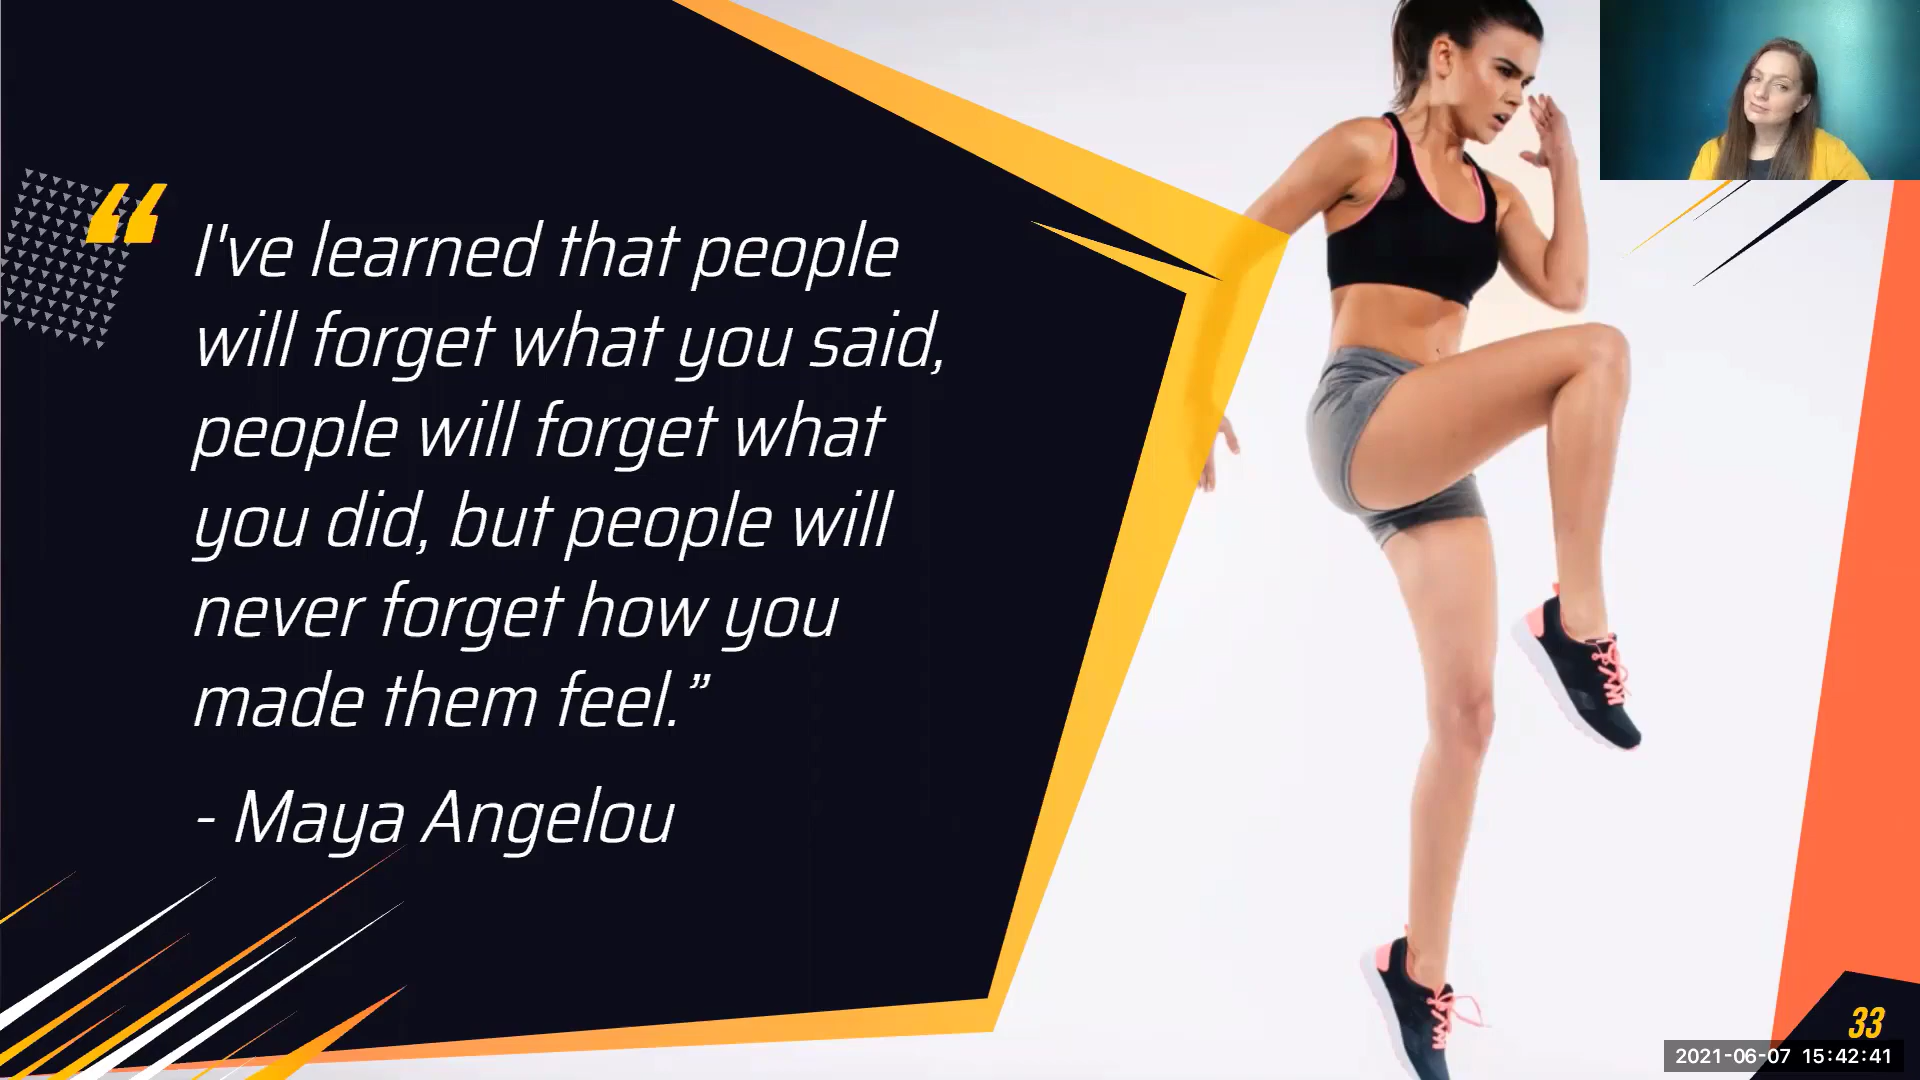 “
I've learned that people
will forget what you said,
people will forget what
you did, but people will
never forget how you
made them feel.”
- Maya Angelou
33
2021-06-07 15:42:41